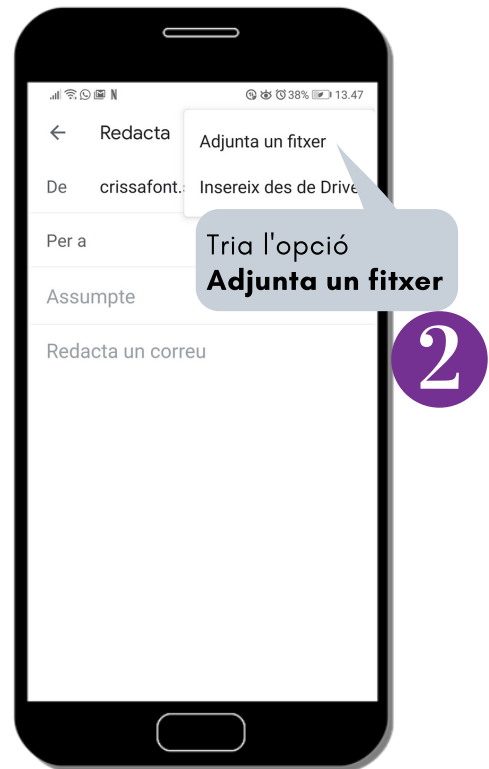 38% 13.47
Redacta
Adjunta un fitxer
De crissafont.
Insereix des de Drive
Per a
Tria l'opció
Adjunta un fitxer
Assumpte
Redacta un correu
2